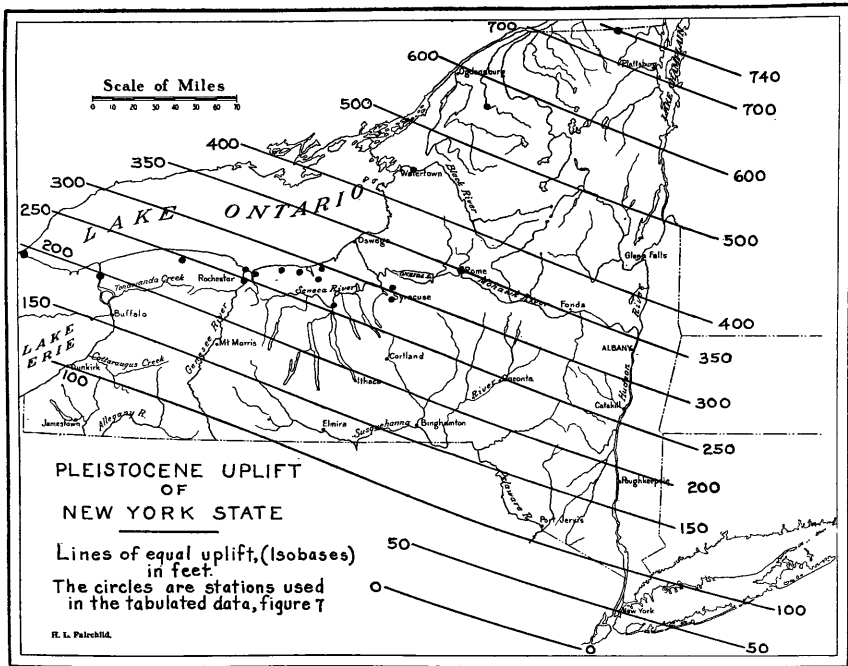 700
600
500
400
350
300
250
200
150
100
Scale of Miles
0 10 20 30 40 50 60 70
740
700
600
500
400
350
300
250
200
150
100
50
50
0
0
Ogdensburg
Plattsburg
LAKE CHAMPLAIN
Watertown
Black River
LAKE ONTARIO
Oswego
Glens Falls
ONEIDA L.
Rome
Mohawk River
Fonda
Rochester
Tonawanda Creek
Seneca River
Syracuse
Buffalo
Genesee River
Mt Morris
ALBANY
Hudson River
LAKE ERIE
Cattaraugus Creek
Dunkirk
Cortland
Ithaca
Oneonta
River
Catskill
Jamestown
Allegany R.
Elmira
Susquehanna
Binghamton
Delaware R.
Poughkeepsie
Port Jervis
New York
PLEISTOCENE UPLIFT
OF
NEW YORK STATE
Lines of equal uplift, (Isobases)
in feet.
The circles are stations used
in the tabulated data, figure 7
H. L. Fairchild.